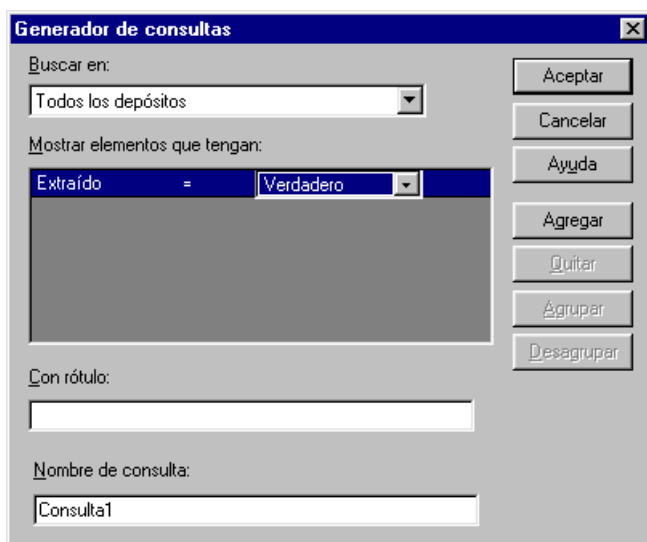 Generador de consultas
Buscar en:
Todos los depósitos
Mostrar elementos que tengan:
Extraído = Verdadero
Con rótulo:
Nombre de consulta:
Consulta1
Aceptar
Cancelar
Ayuda
Agregar
Quitar
Agrupar
Desagrupar